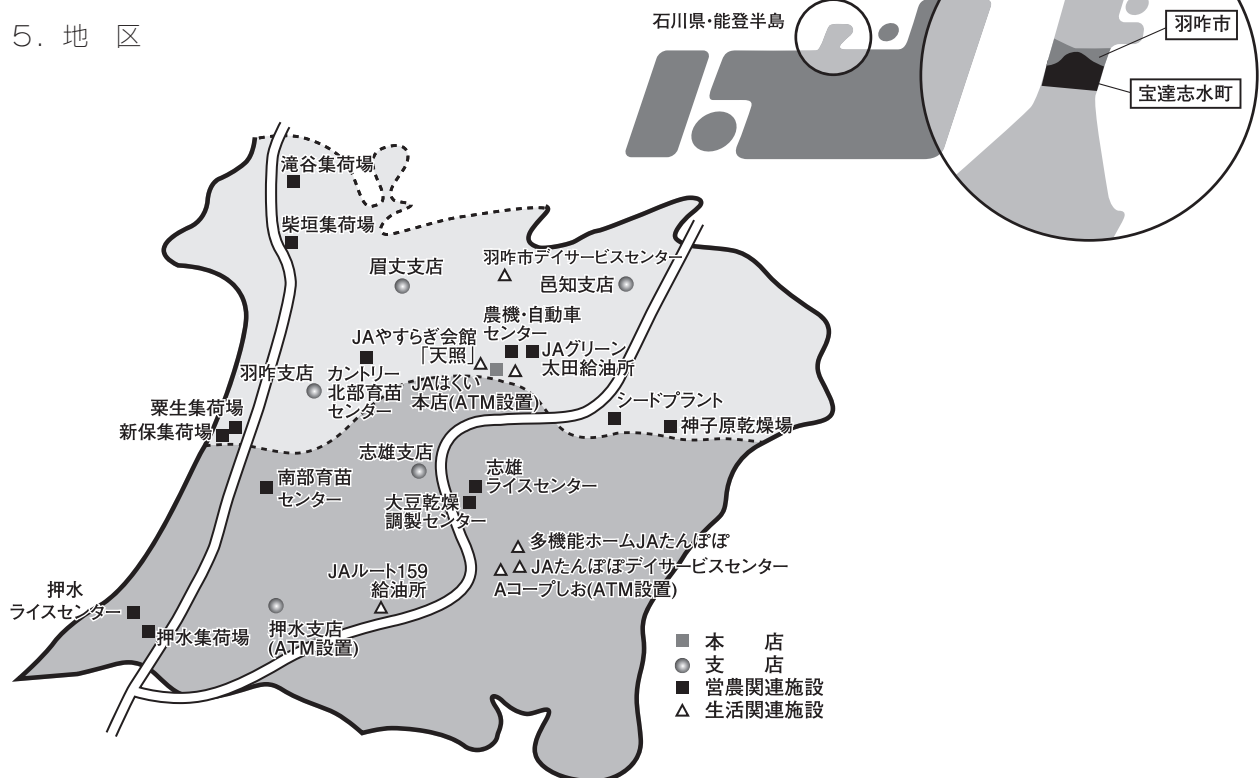 5. 地　区
石川県・能登半島
羽咋市
宝達志水町
滝谷集荷場
柴垣集荷場
眉丈支店
羽咋市デイサービスセンター
邑知支店
農機・自動車
センター
JAやすらぎ会館
「天照」
JAグリーン
太田給油所
羽咋支店
カントリー
北部育苗
センター
JAはくい
本店(ATM設置)
シードプラント
粟生集荷場
新保集荷場
神子原乾燥場
志雄支店
南部育苗
センター
志雄
ライスセンター
大豆乾燥
調製センター
多機能ホームJAたんぽぽ
JAたんぽぽデイサービスセンター
Aコープしお(ATM設置)
JAルート159
給油所
押水
ライスセンター
押水集荷場
押水支店
(ATM設置)
本　店
支　店
営農関連施設
生活関連施設